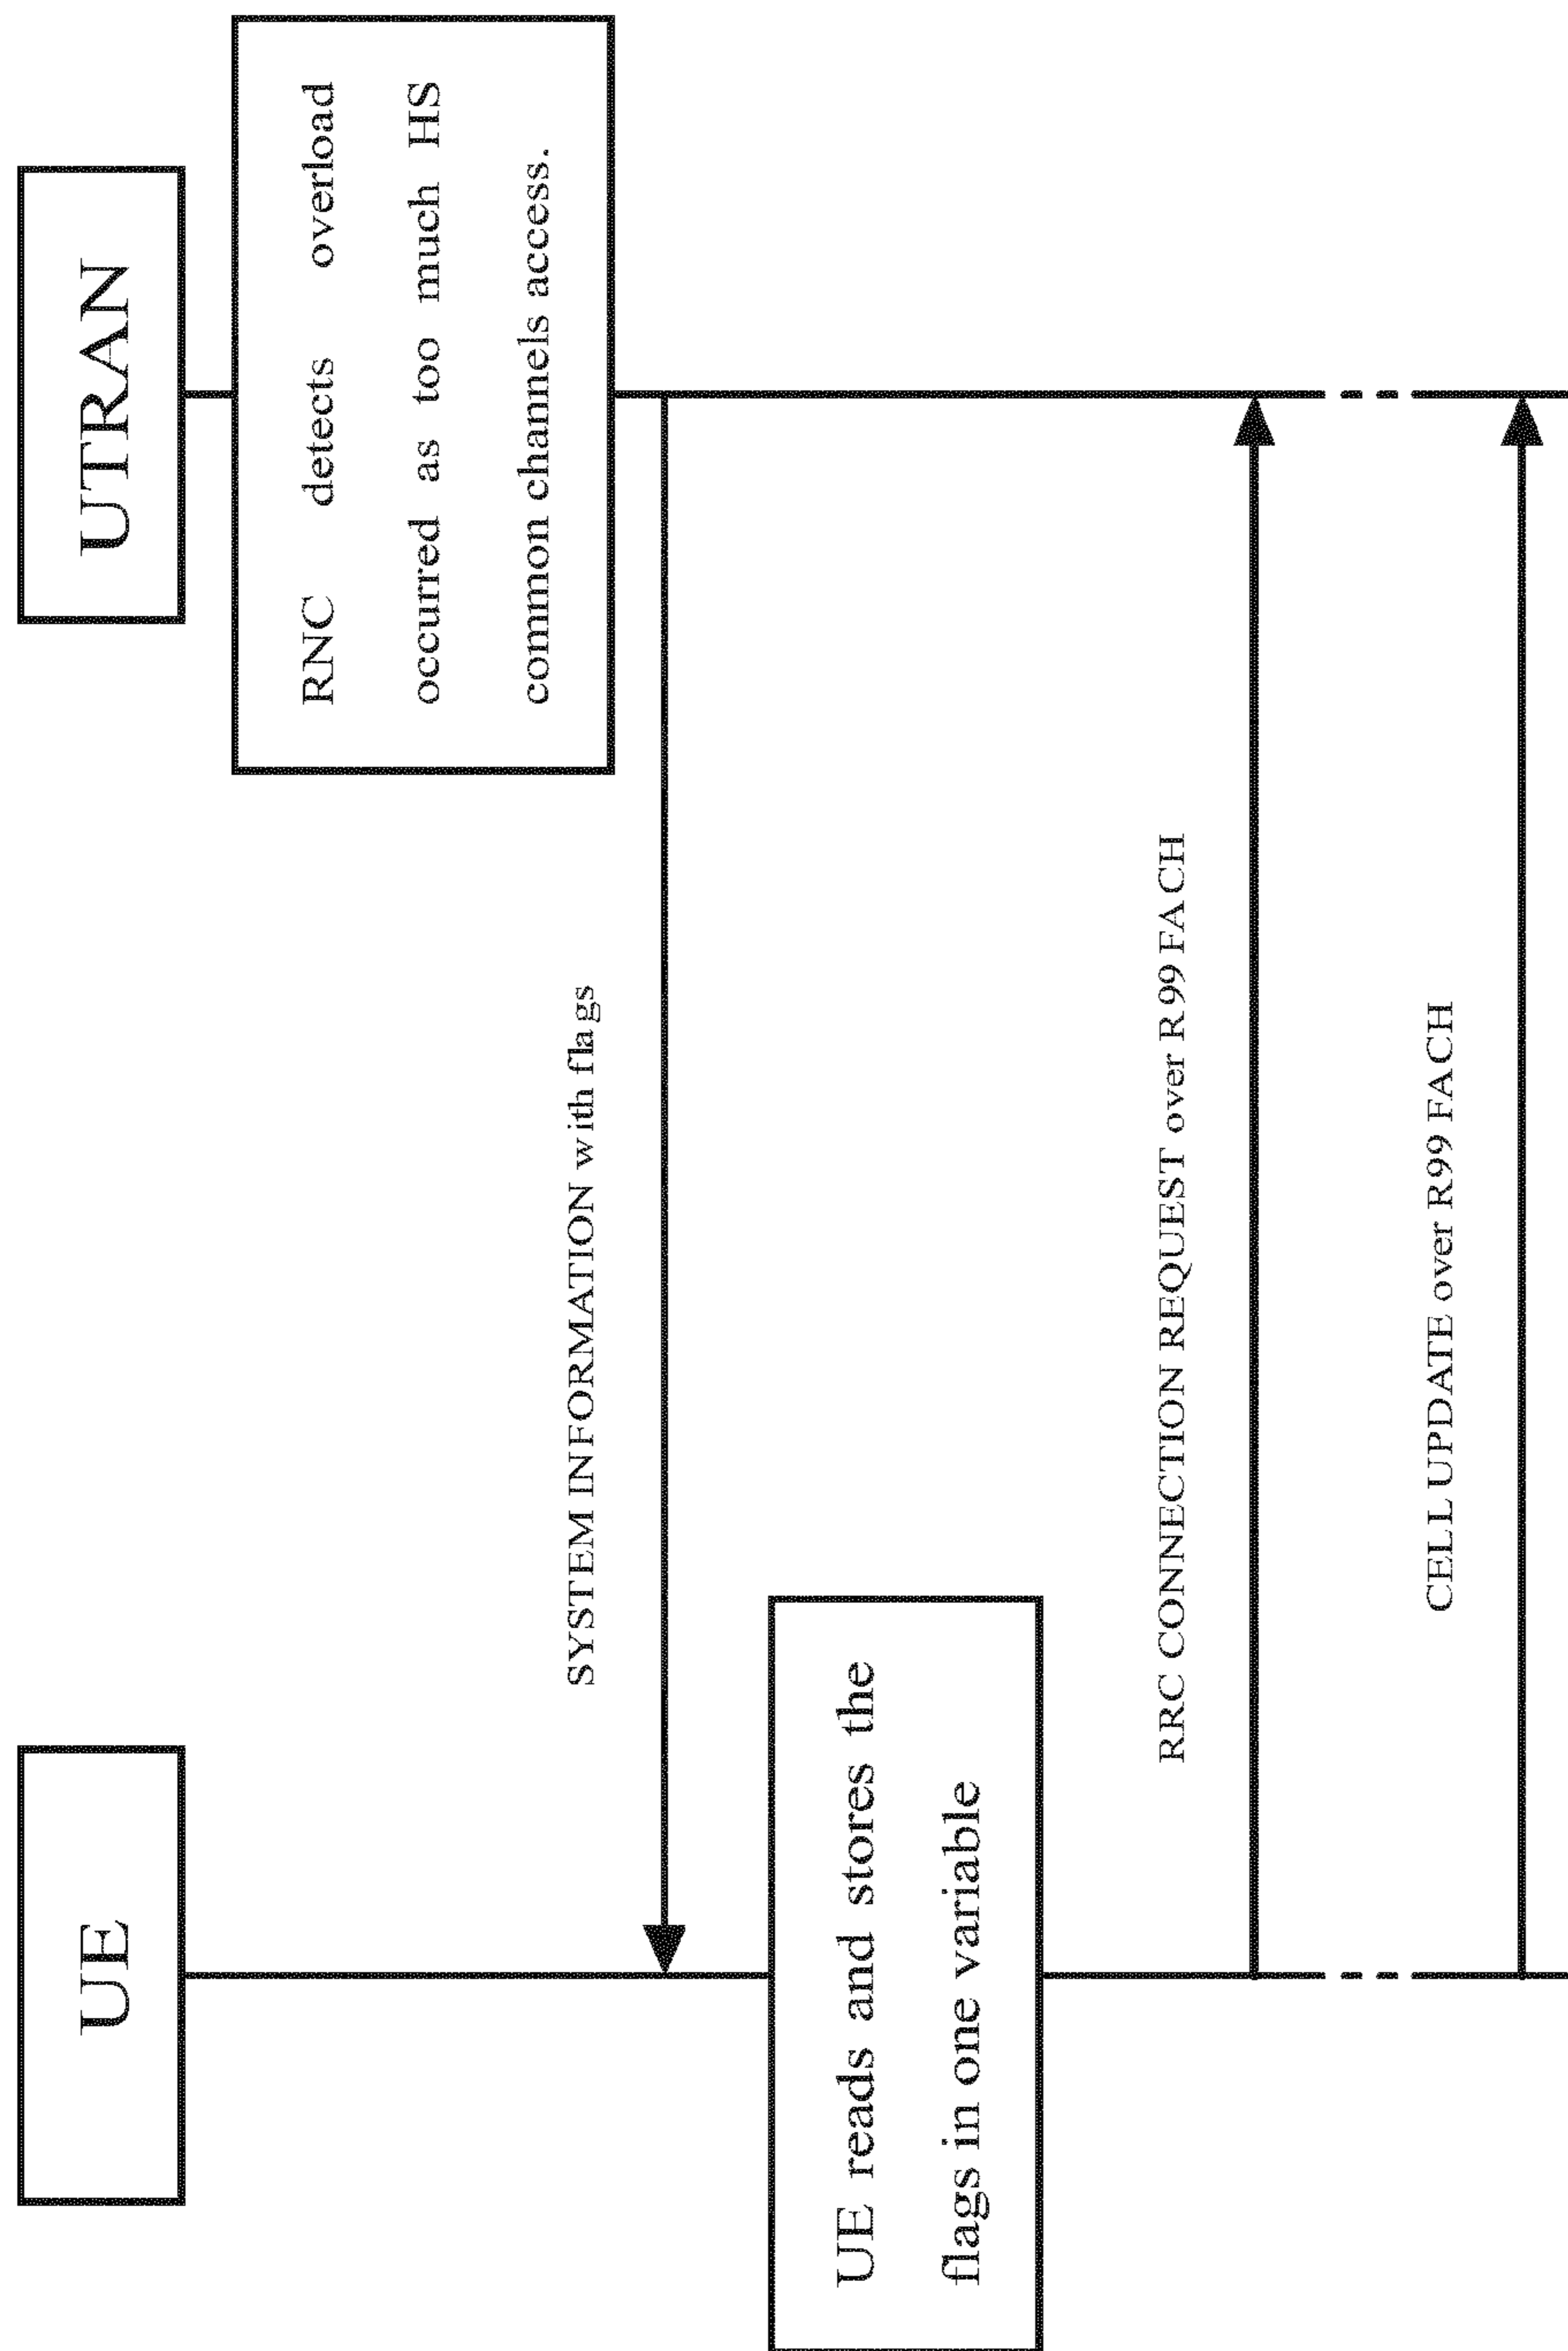 UE
UTRAN
RNC detects overload
occurred as too much HS
common channels access.
SYSTEM INFORMATION with flags
UE reads and stores the
flags in one variable
RRC CONNECTION REQUEST over R99 FACH
CELL UPDATE over R99 FACH